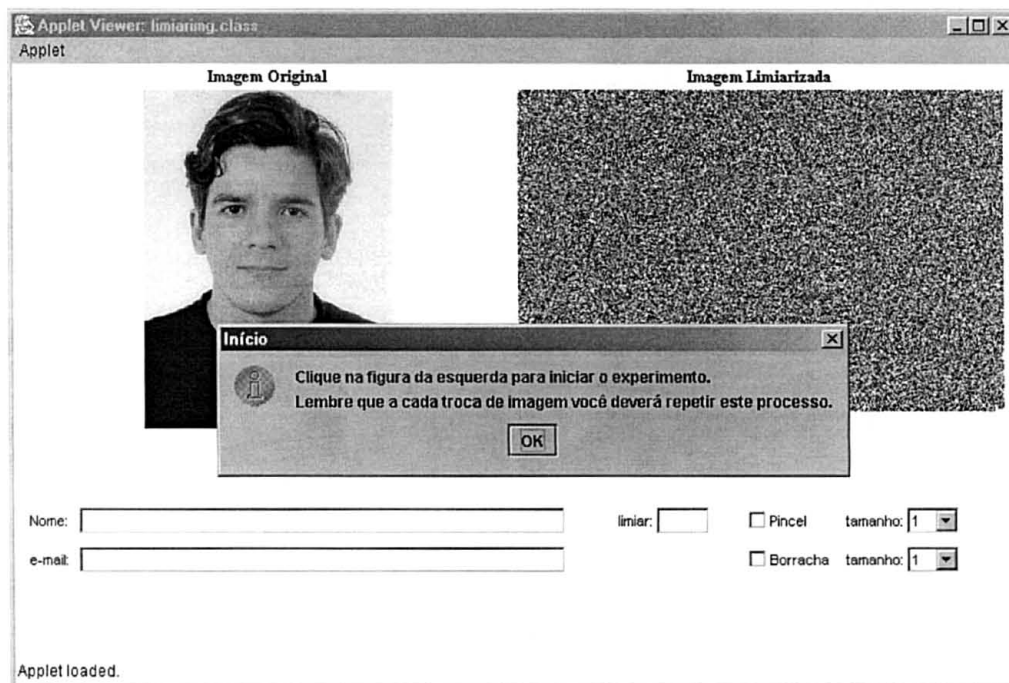 Applet Viewer: limiarimg.class
Applet
Imagem Original
Imagem Limiarizada
Início
Clique na figura da esquerda para iniciar o experimento.
Lembre que a cada troca de imagem você deverá repetir este processo.
OK
Nome:
limiar:
Pincel
tamanho: 1
e-mail:
Borracha
tamanho: 1
Applet loaded.